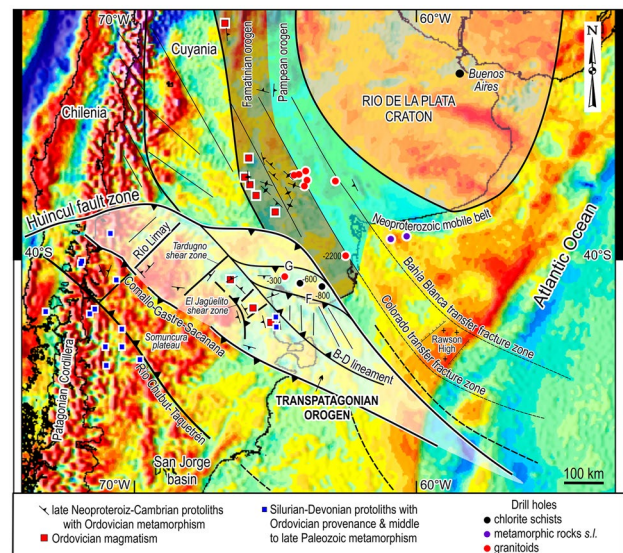 70°W
60°W
N
Cuyania
Famatinian orogen
Pampean orogen
Buenos
Aires
RIO DE LA PLATA
CRATON
Chilenia
Huincul fault zone
Neoproterozoic mobile belt
Atlantic Ocean
40°S
40°S
Río Limay
Tardugno
shear zone
-2200
G
-300
-600
-800
F
El Jagüelito
shear zone
Bahia Blanca transfer fracture zone
Colorado transfer fracture zone
Rawson
High
Comallo-Gastre-Sacanana
Somuncura
plateau
B-D lineament
Patagonian Cordillera
Río Chubut-Taquetrén
TRANSPATAGONIAN
OROGEN
San Jorge
basin
100 km
70°W
60°W
late Neoproterozic-Cambrian protoliths
with Ordovician metamorphism
Ordovician magmatism
Silurian-Devonian protoliths with
Ordovician provenance & middle
to late Paleozoic metamorphism
Drill holes
chlorite schists
metamorphic rocks s.l.
granitoids